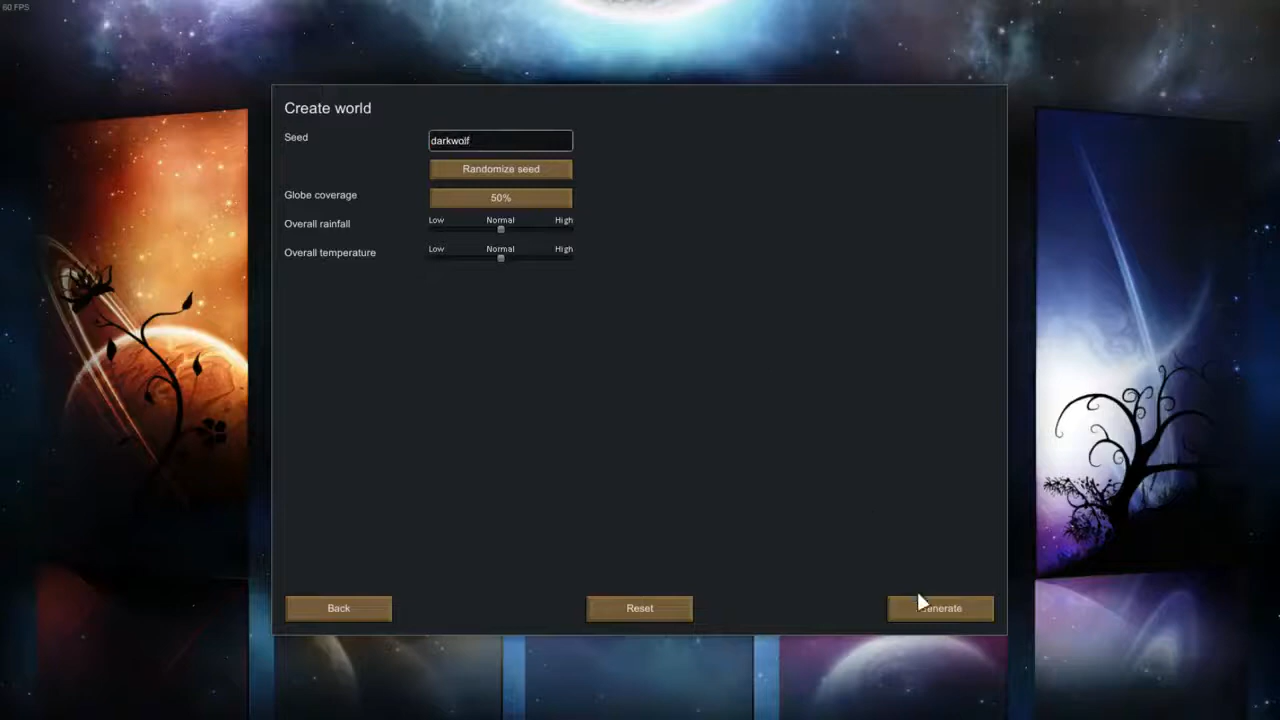 60 FPS
Create world
Seed
darkwolf
Randomize seed
Globe coverage
50%
Overall rainfall
Low Normal High
Overall temperature
Low Normal High
Back
Reset
enerate